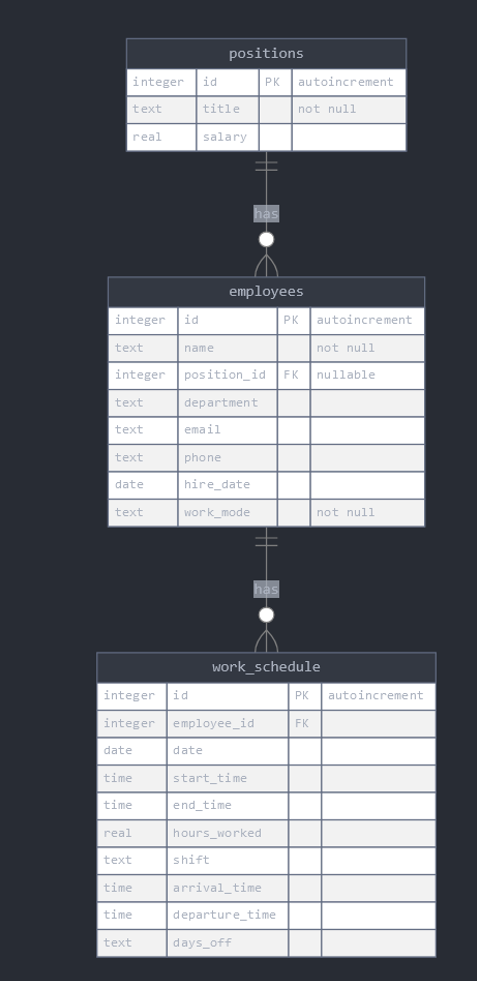 positions
integer id PK autoincrement
text title not null
real salary
has
employees
integer id PK autoincrement
text name not null
integer position_id FK nullable
text department
text email
text phone
date hire_date
text work_mode not null
has
work_schedule
integer id PK autoincrement
integer employee_id FK
date date
time start_time
time end_time
real hours_worked
text shift
time arrival_time
time departure_time
text days_off